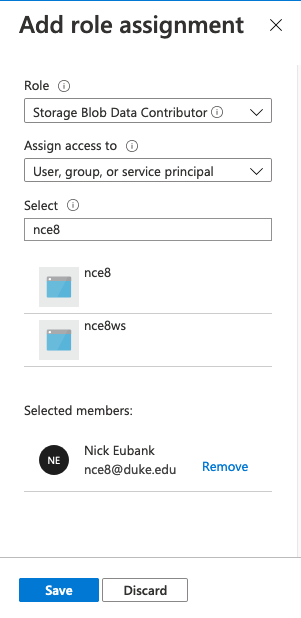 Add role assignment
Role
Storage Blob Data Contributor
Assign access to
User, group, or service principal
Select
nce8
nce8
nce8ws
Selected members:
NE
Nick Eubank
nce8@duke.edu
Remove
Save
Discard